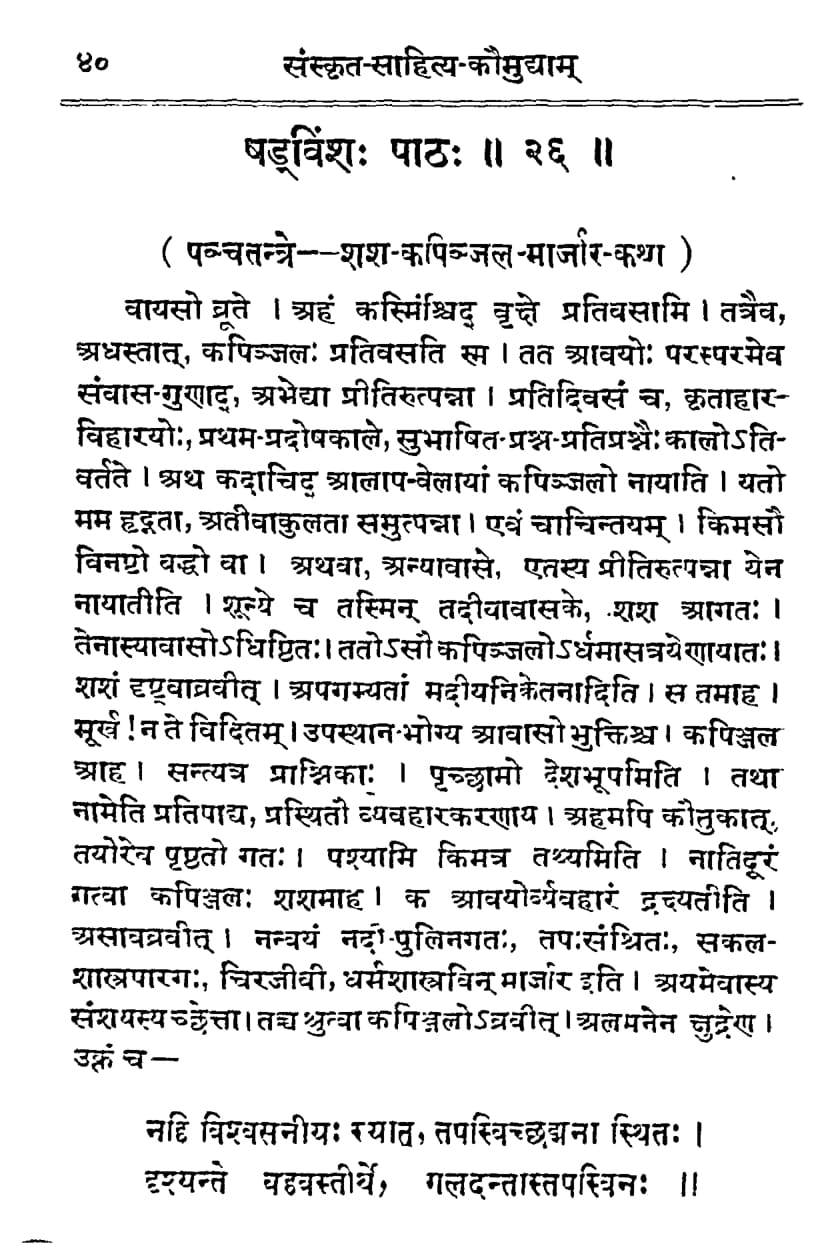 ४० संस्कृत-साहित्य-कौमुद्याम्
षड्विंशः पाठः ॥ २६ ॥
( पञ्चतन्त्रे––शश-कपिञ्जल-मार्जार-कथा )
वायसो ब्रूते । अहं कस्मिंश्चिद् वृक्षे प्रतिवसामि । तत्रैव,
अधस्तात्, कपिञ्जलः प्रतिवसति स्म । तत आवयोः परस्परमेव
संवास-गुणाद्, अभेद्या प्रीतिरुत्पन्ना । प्रतिदिवसं च, कृताहार-
विहारयोः, प्रथम-प्रदोषकाले, सुभाषित-प्रश्न-प्रतिप्रश्नैः कालोऽति-
वर्तते । अथ कदाचिद् आलाप-वेलायां कपिञ्जलो नायाति । यतो
मम हृद्गता, अतीवाकुलता समुत्पन्ना । एवं चाचिन्तयम् । किमसौ
विनष्टो बद्धो वा । अथवा, अन्यावासे, एतस्य प्रीतिरुत्पन्ना येन
नायातीति । शून्ये च तस्मिन् तदीयावासके, शश आगतः ।
तेनास्यावासोऽधिष्ठितः। ततोऽसौ कपिञ्जलोऽर्धमासत्रयेणायातः।
शशं दृष्ट्वाब्रवीत् । अपगम्यतां मदीयनिकेतनादिति । स तमाह ।
मूर्ख ! न ते विदितम् । उपस्थान-भोग्य आवासो भुक्तिश्च । कपिञ्जल
आह । सन्त्यत्र प्राश्निकाः । पृच्छामो देशभूपमिति । तथा
नामेति प्रतिपाद्य, प्रस्थितौ व्यवहारकरणाय । अहमपि कौतुकात्,
तयोरेव पृष्ठतो गतः । पश्यामि किमत्र तथ्यमिति । नातिदूरं
गत्वा कपिञ्जलः शशमाह । क आवयोर्व्यवहारं द्रक्ष्यतीति ।
असावब्रवीत् । नन्वयं नदी-पुलिनगतः, तपःसंश्रितः, सकल-
शास्त्रपारगः, चिरजीवी, धर्मशास्त्रविन् मार्जार इति । अयमेवास्य
संशयस्य च्छेत्ता। तच्च श्रुत्वा कपिञ्जलोऽब्रवीत् । अलमनेन क्षुद्रेण ।
उक्तं च—
नहि विश्वसनीयः स्यात्, तपस्विच्छद्मना स्थितः ।
दृश्यन्ते बहवस्तीर्थे, गलदन्तास्तपस्विनः ॥